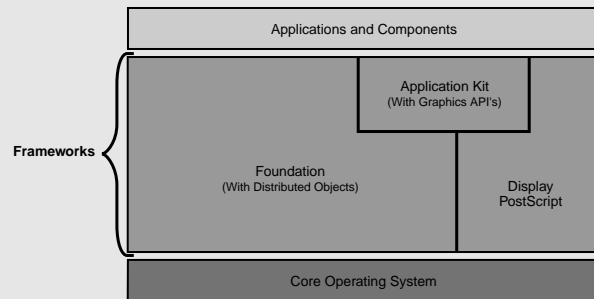 Applications and Components
Application Kit
(With Graphics API's)
Frameworks
Foundation
(With Distributed Objects)
Display
PostScript
Core Operating System